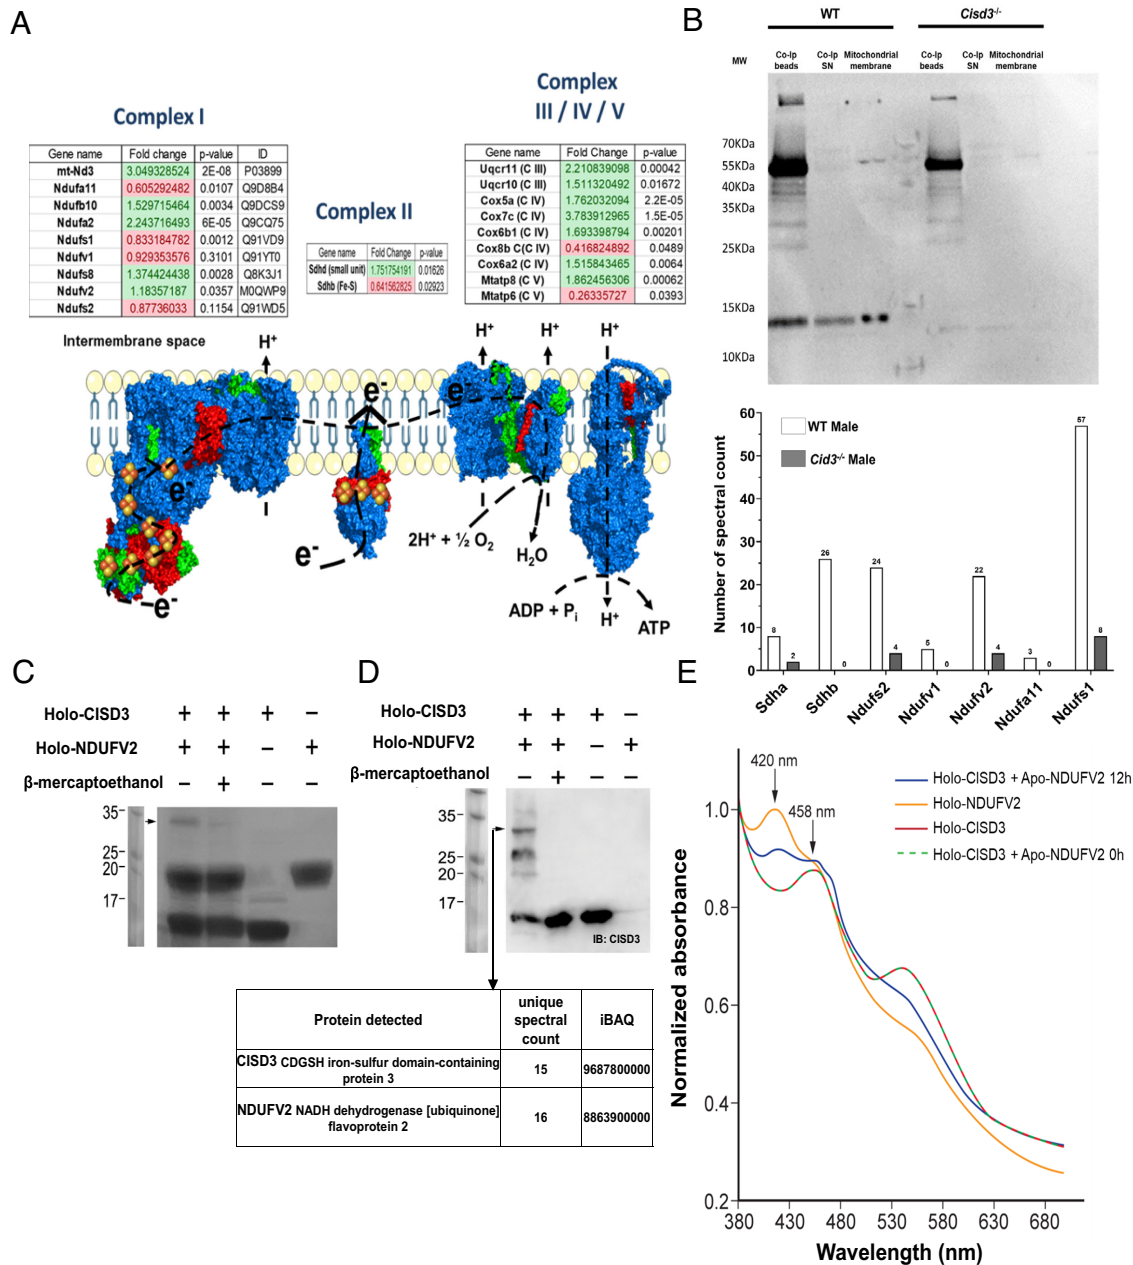 A
Complex I
Gene name Fold change p-value ID
mt-Nd3 3.049328524 2E-08 P03899
Ndufa11 0.605292482 0.0107 Q9D8B4
Ndufb10 1.529715464 0.0034 Q9DCS9
Ndufa2 2.243716493 6E-05 Q9CQ75
Ndufs1 0.833184782 0.0012 Q91VD9
Ndufv1 0.929353576 0.3101 Q91YT0
Ndufs8 1.374424438 0.0028 Q8K3J1
Ndufv2 1.18357187 0.0357 M0QWP9
Ndufs2 0.87736033 0.1154 Q91WD5
Complex II
Gene name Fold Change p-value
Sdhd (small unit) 1.751754191 0.01626
Sdhb (Fe-S) 0.641562825 0.02923
Complex
III / IV / V
Gene name Fold Change p-value
Uqcr11 (C III) 2.210839098 0.00042
Uqcr10 (C III) 1.511320492 0.01672
Cox5a (C IV) 1.762032094 2.2E-05
Cox7c (C IV) 3.783912965 1.5E-05
Cox6b1 (C IV) 1.693398794 0.00201
Cox8b C(C IV) 0.416824892 0.0489
Cox6a2 (C IV) 1.515843465 0.0064
Mtatp8 (C V) 1.862456306 0.00062
Mtatp6 (C V) 0.26335727 0.0393
Intermembrane space
H+
H+
H+
H+
e-
e-
e-
e-
e-
2H+ + ½ O2
H2O
ADP + Pi
H+
ATP
B
WT
Cisd3-/-
MW
Co-Ip beads
Co-Ip SN
Mitochondrial membrane
Co-Ip beads
Co-Ip SN
Mitochondrial membrane
70KDa
55KDa
40KDa
35KDa
25KDa
15KDa
10KDa
Number of spectral count
60
50
40
30
20
10
0
WT Male
Cid3-/- Male
8 2 26 0 24 4 5 0 22 4 3 0 57 8
Sdha Sdhb Ndufs2 Ndufv1 Ndufv2 Ndufa11 Ndufs1
C
Holo-CISD3 + + + −
Holo-NDUFV2 + + − +
β-mercaptoethanol − + − −
35
25
20
17
D
Holo-CISD3 + + + −
Holo-NDUFV2 + + − +
β-mercaptoethanol − + − −
35
25
20
17
IB: CISD3
Protein detected unique spectral count iBAQ
CISD3 CDGSH iron-sulfur domain-containing protein 3 15 9687800000
NDUFV2 NADH dehydrogenase [ubiquinone] flavoprotein 2 16 8863900000
E
420 nm
458 nm
Holo-CISD3 + Apo-NDUFV2 12h
Holo-NDUFV2
Holo-CISD3
Holo-CISD3 + Apo-NDUFV2 0h
Normalized absorbance
1.0
0.8
0.6
0.4
0.2
380 430 480 530 580 630 680
Wavelength (nm)